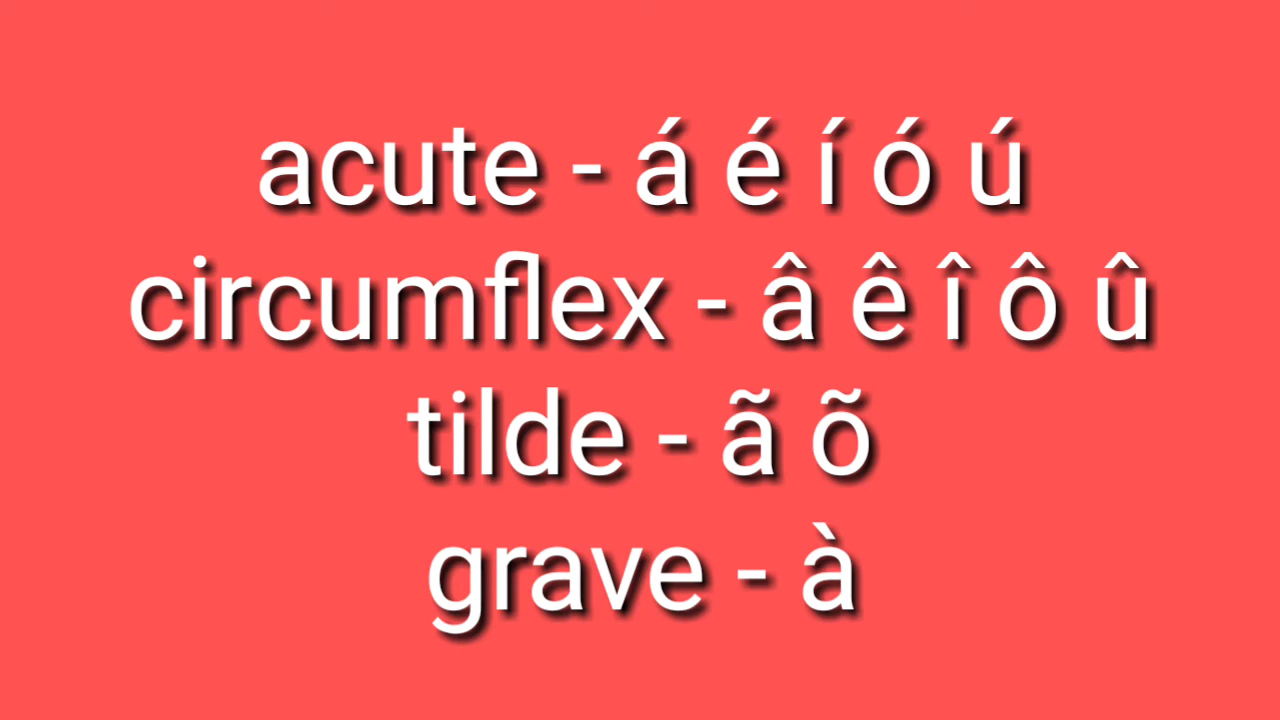 acute - á é í ó ú
circumflex - â ê î ô û
tilde - ã õ
grave - à